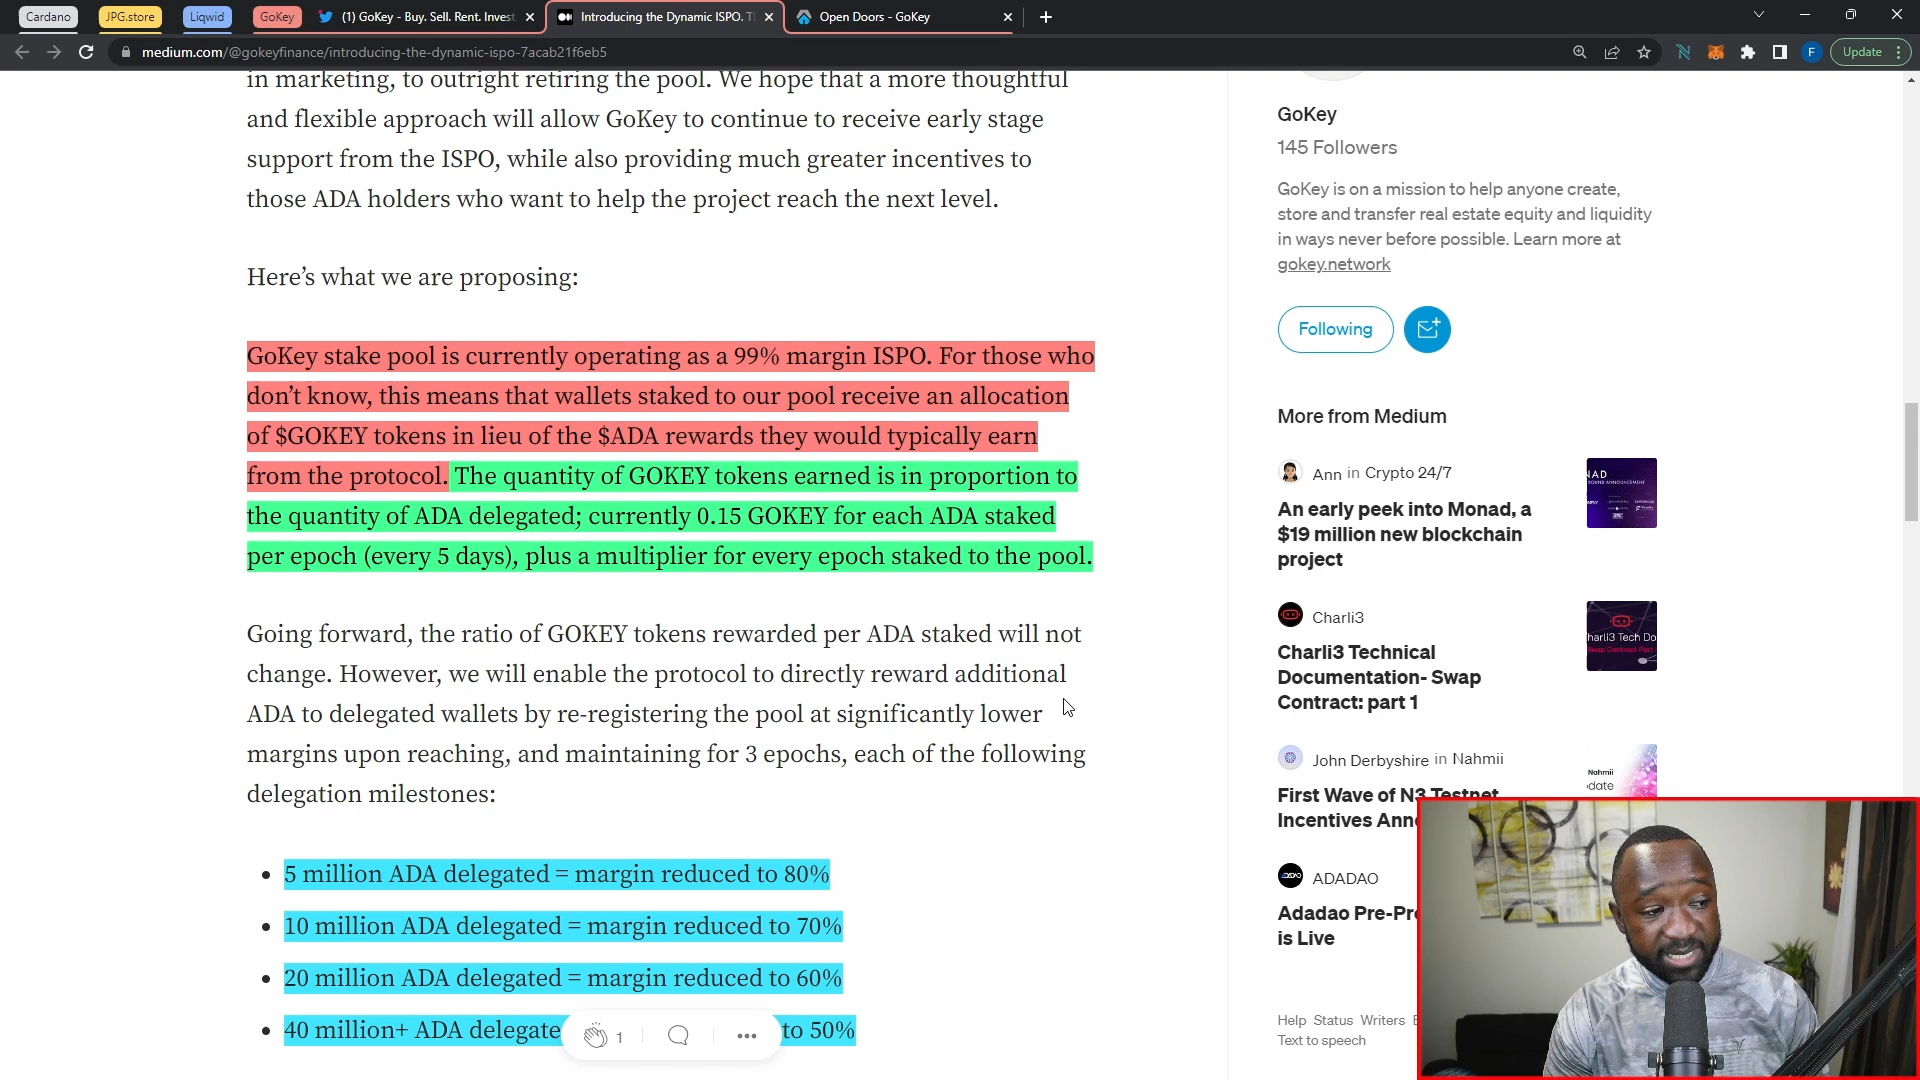 Cardano
JPG.store
Liqwid
GoKey
(1) GoKey - Buy. Sell. Rent. Invest
Introducing the Dynamic ISPO. T
Open Doors - GoKey
medium.com/@gokeyfinance/introducing-the-dynamic-ispo-7acab21f6eb5
F
Update
in marketing, to outright retiring the pool. We hope that a more thoughtful
and flexible approach will allow GoKey to continue to receive early stage
support from the ISPO, while also providing much greater incentives to
those ADA holders who want to help the project reach the next level.
Here’s what we are proposing:
GoKey stake pool is currently operating as a 99% margin ISPO. For those who
don’t know, this means that wallets staked to our pool receive an allocation
of $GOKEY tokens in lieu of the $ADA rewards they would typically earn
from the protocol. The quantity of GOKEY tokens earned is in proportion to
the quantity of ADA delegated; currently 0.15 GOKEY for each ADA staked
per epoch (every 5 days), plus a multiplier for every epoch staked to the pool.
Going forward, the ratio of GOKEY tokens rewarded per ADA staked will not
change. However, we will enable the protocol to directly reward additional
ADA to delegated wallets by re-registering the pool at significantly lower
margins upon reaching, and maintaining for 3 epochs, each of the following
delegation milestones:
• 5 million ADA delegated = margin reduced to 80%
• 10 million ADA delegated = margin reduced to 70%
• 20 million ADA delegated = margin reduced to 60%
• 40 million+ ADA delegate to 50%
1
GoKey
145 Followers
GoKey is on a mission to help anyone create,
store and transfer real estate equity and liquidity
in ways never before possible. Learn more at
gokey.network
Following
More from Medium
Ann in Crypto 24/7
An early peek into Monad, a
$19 million new blockchain
project
Charli3
Charli3 Technical
Documentation- Swap
Contract: part 1
John Derbyshire in Nahmii
First Wave of N3 Testnet
Incentives Ann
Nahmii
date
ADADAO
Adadao Pre-Pr
is Live
Help Status Writers
Text to speech